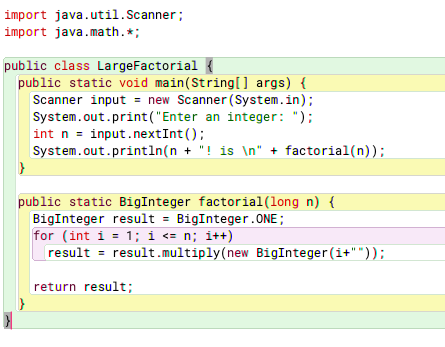 import java.util.Scanner;
import java.math.*;

public class LargeFactorial {
  public static void main(String[] args) {
    Scanner input = new Scanner(System.in);
    System.out.print("Enter an integer: ");
    int n = input.nextInt();
    System.out.println(n + "! is \n" + factorial(n));
  }

  public static BigInteger factorial(long n) {
    BigInteger result = BigInteger.ONE;
    for (int i = 1; i <= n; i++)
      result = result.multiply(new BigInteger(i+""));

    return result;
  }
}